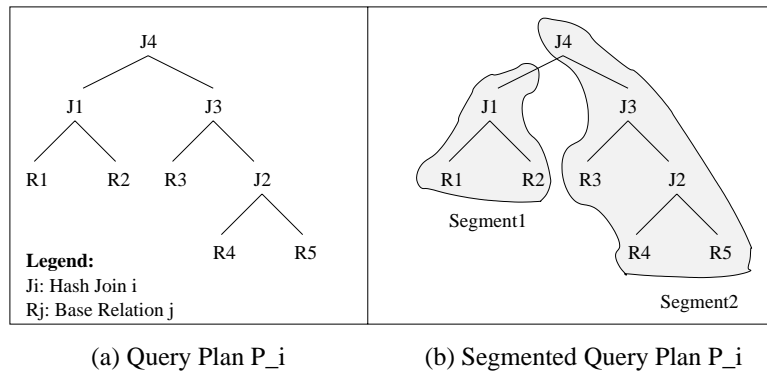 J4
J1 J3
R1 R2 R3 J2
R4 R5
Legend:
Ji: Hash Join i
Rj: Base Relation j
(a) Query Plan P_i
J4
J1 J3
R1 R2 R3 J2
Segment1
R4 R5
Segment2
(b) Segmented Query Plan P_i